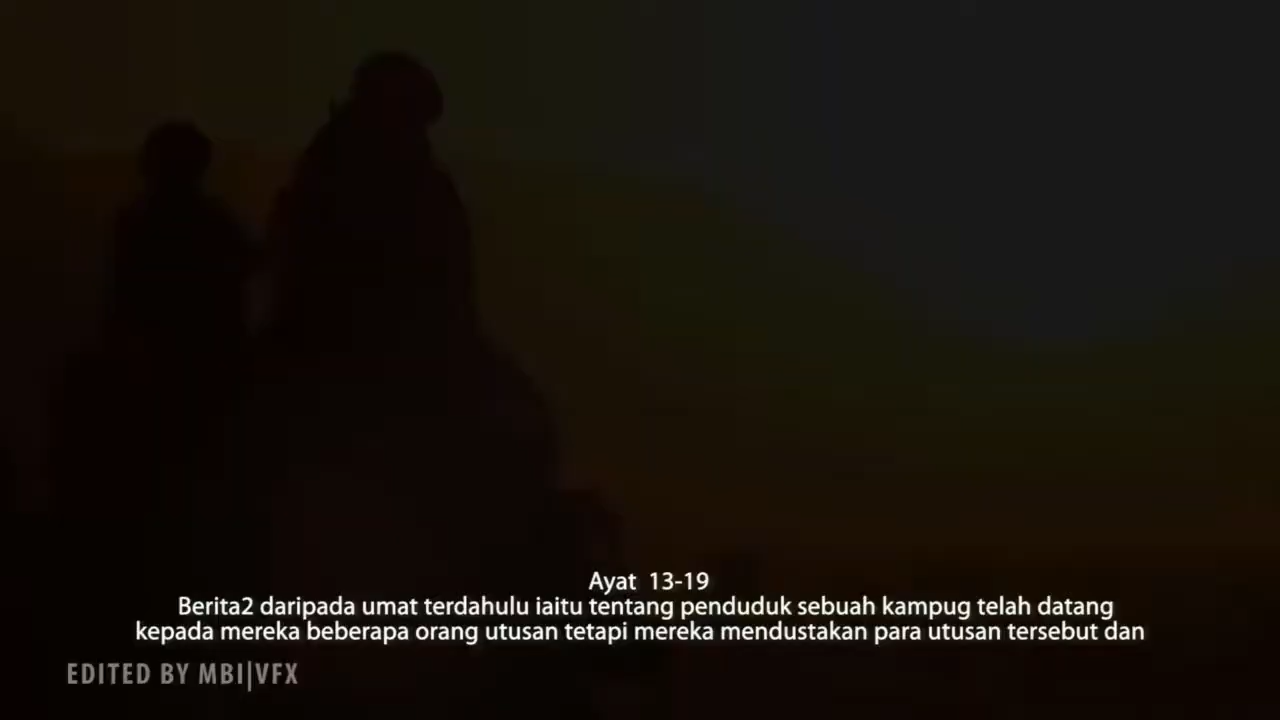 Ayat 13-19
Berita2 daripada umat terdahulu iaitu tentang penduduk sebuah kampug telah datang
kepada mereka beberapa orang utusan tetapi mereka mendustakan para utusan tersebut dan
EDITED BY MBI|VFX